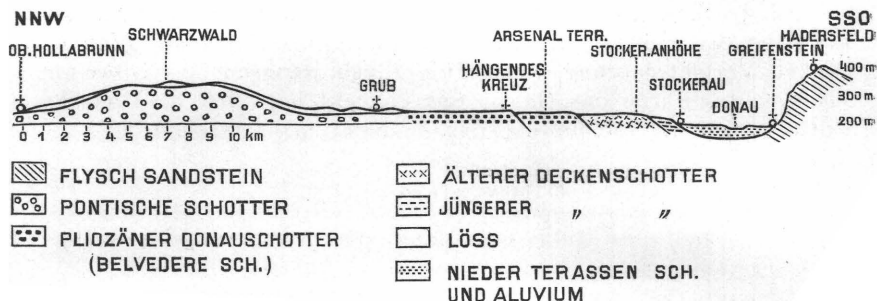 NNW
SSO
OB.HOLLABRUNN
SCHWARZWALD
GRUB
HÄNGENDES
KREUZ
ARSENAL TERR.
STOCKER.ANHÖHE
STOCKERAU
DONAU
GREIFENSTEIN
HADERSFELD
400 m
300 m.
200 m.
0 1 2 3 4 5 6 7 8 9 10 km
FLYSCH SANDSTEIN
PONTISCHE SCHOTTER
PLIOZÄNER DONAUSCHOTTER
(BELVEDERE SCH.)
ÄLTERER DECKENSCHOTTER
JÜNGERER " "
LÖSS
NIEDER TERASSEN SCH.
UND ALUVIUM